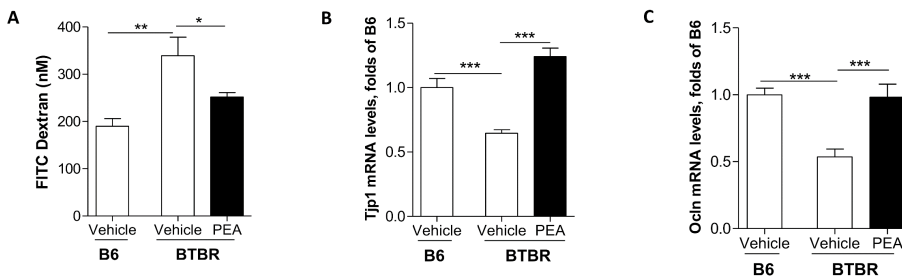 A
FITC Dextran (nM)
400
300
200
100
0
**
*
Vehicle
Vehicle
PEA
B6
BTBR
B
Tjp1 mRNA levels, folds of B6
1.5
1.0
0.5
0.0
***
***
Vehicle
Vehicle
PEA
B6
BTBR
C
Ocln mRNA levels, folds of B6
1.5
1.0
0.5
0.0
***
***
Vehicle
Vehicle
PEA
B6
BTBR